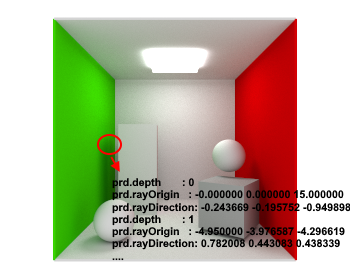 prd.depth : 0
prd.rayOrigin : -0.000000 0.000000 15.000000
prd.rayDirection: -0.243669 -0.195752 -0.949898
prd.depth : 1
prd.rayOrigin : -4.950000 -3.976587 -4.296619
prd.rayDirection: 0.782008 0.443083 0.438339
....